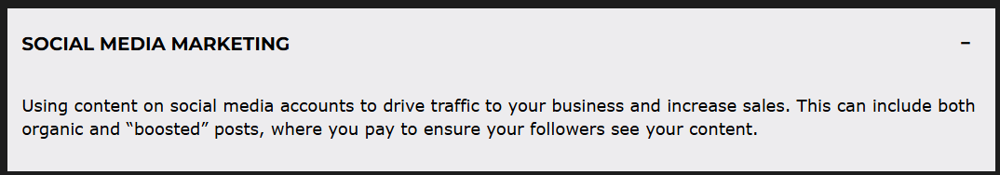 SOCIAL MEDIA MARKETING –
Using content on social media accounts to drive traffic to your business and increase sales. This can include both
organic and “boosted” posts, where you pay to ensure your followers see your content.